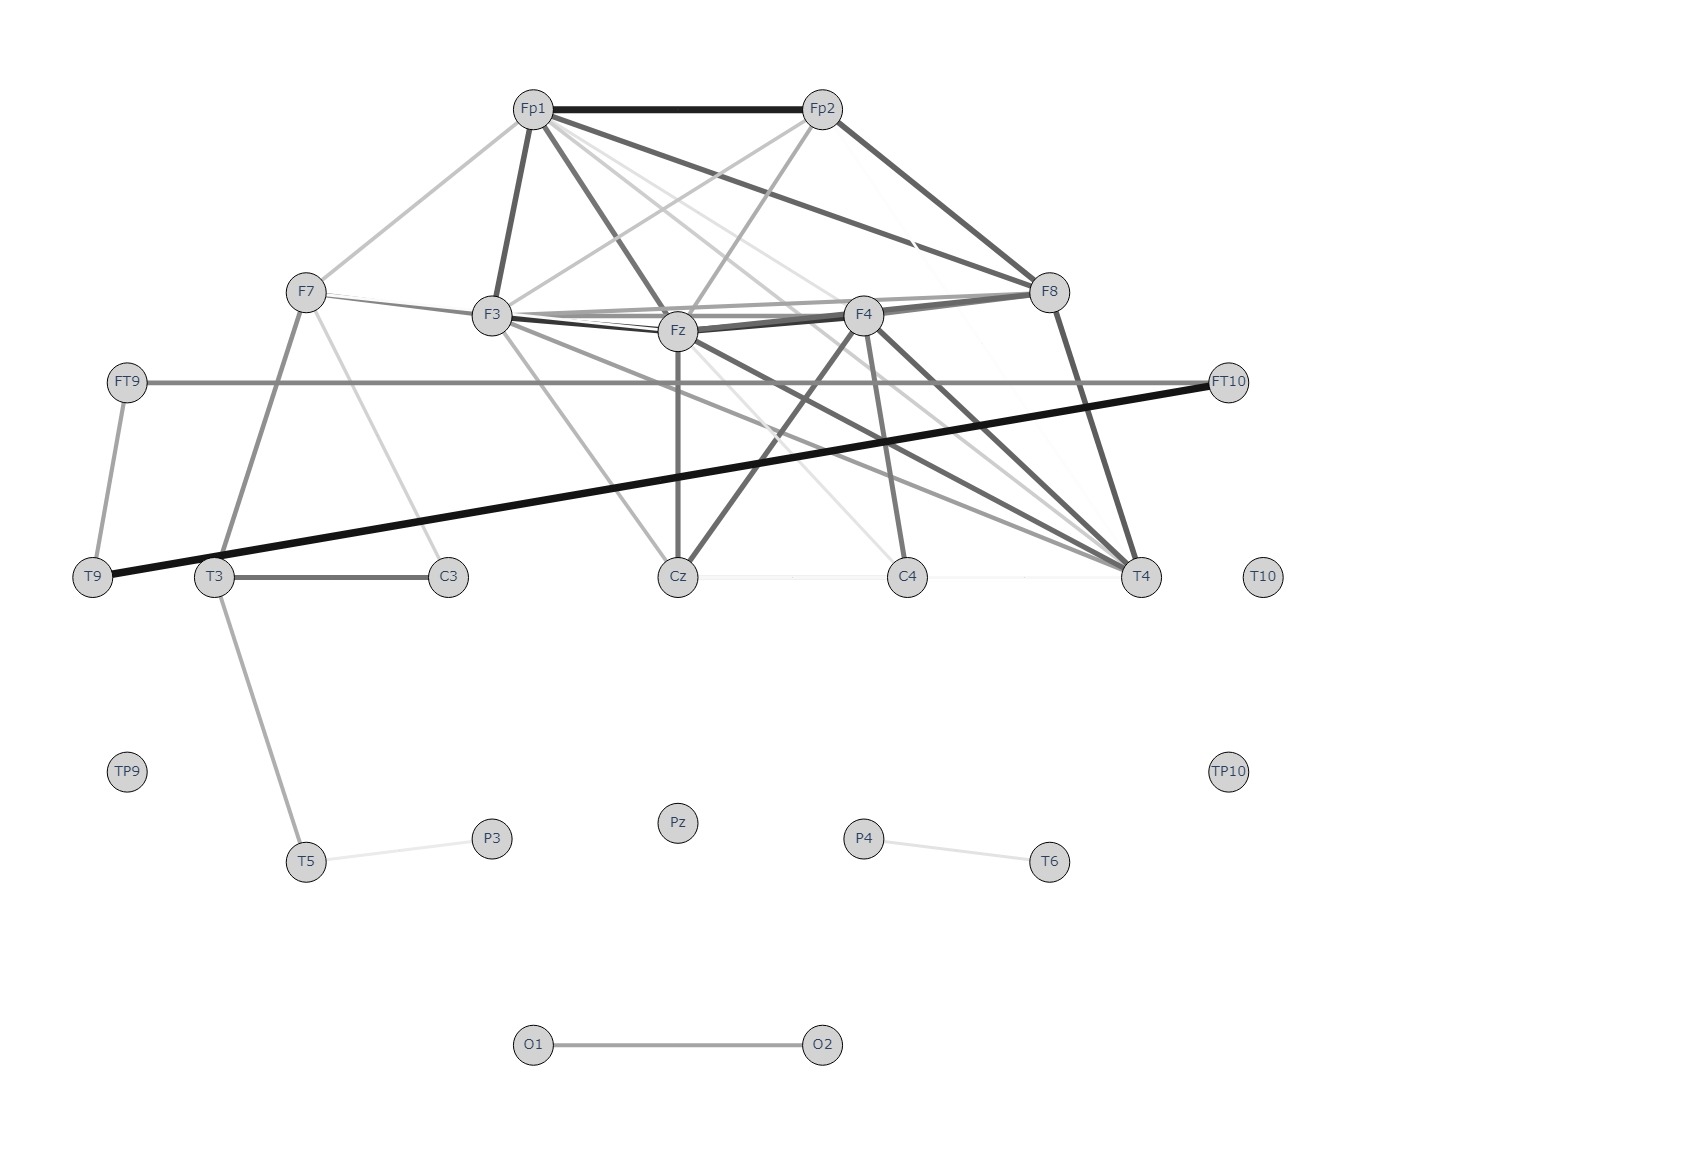 Fp1 Fp2
F7 F8
F3 Fz F4
FT9 FT10
T9 T3 C3 Cz C4 T4 T10
TP9 TP10
Pz
P3 P4
T5 T6
O1 O2